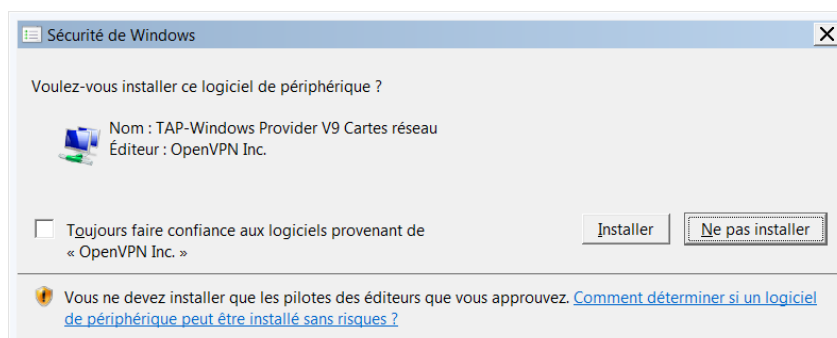 Sécurité de Windows
Voulez-vous installer ce logiciel de périphérique ?
Nom : TAP-Windows Provider V9 Cartes réseau
Éditeur : OpenVPN Inc.
Toujours faire confiance aux logiciels provenant de
« OpenVPN Inc. »
Installer
Ne pas installer
Vous ne devez installer que les pilotes des éditeurs que vous approuvez. Comment déterminer si un logiciel
de périphérique peut être installé sans risques ?